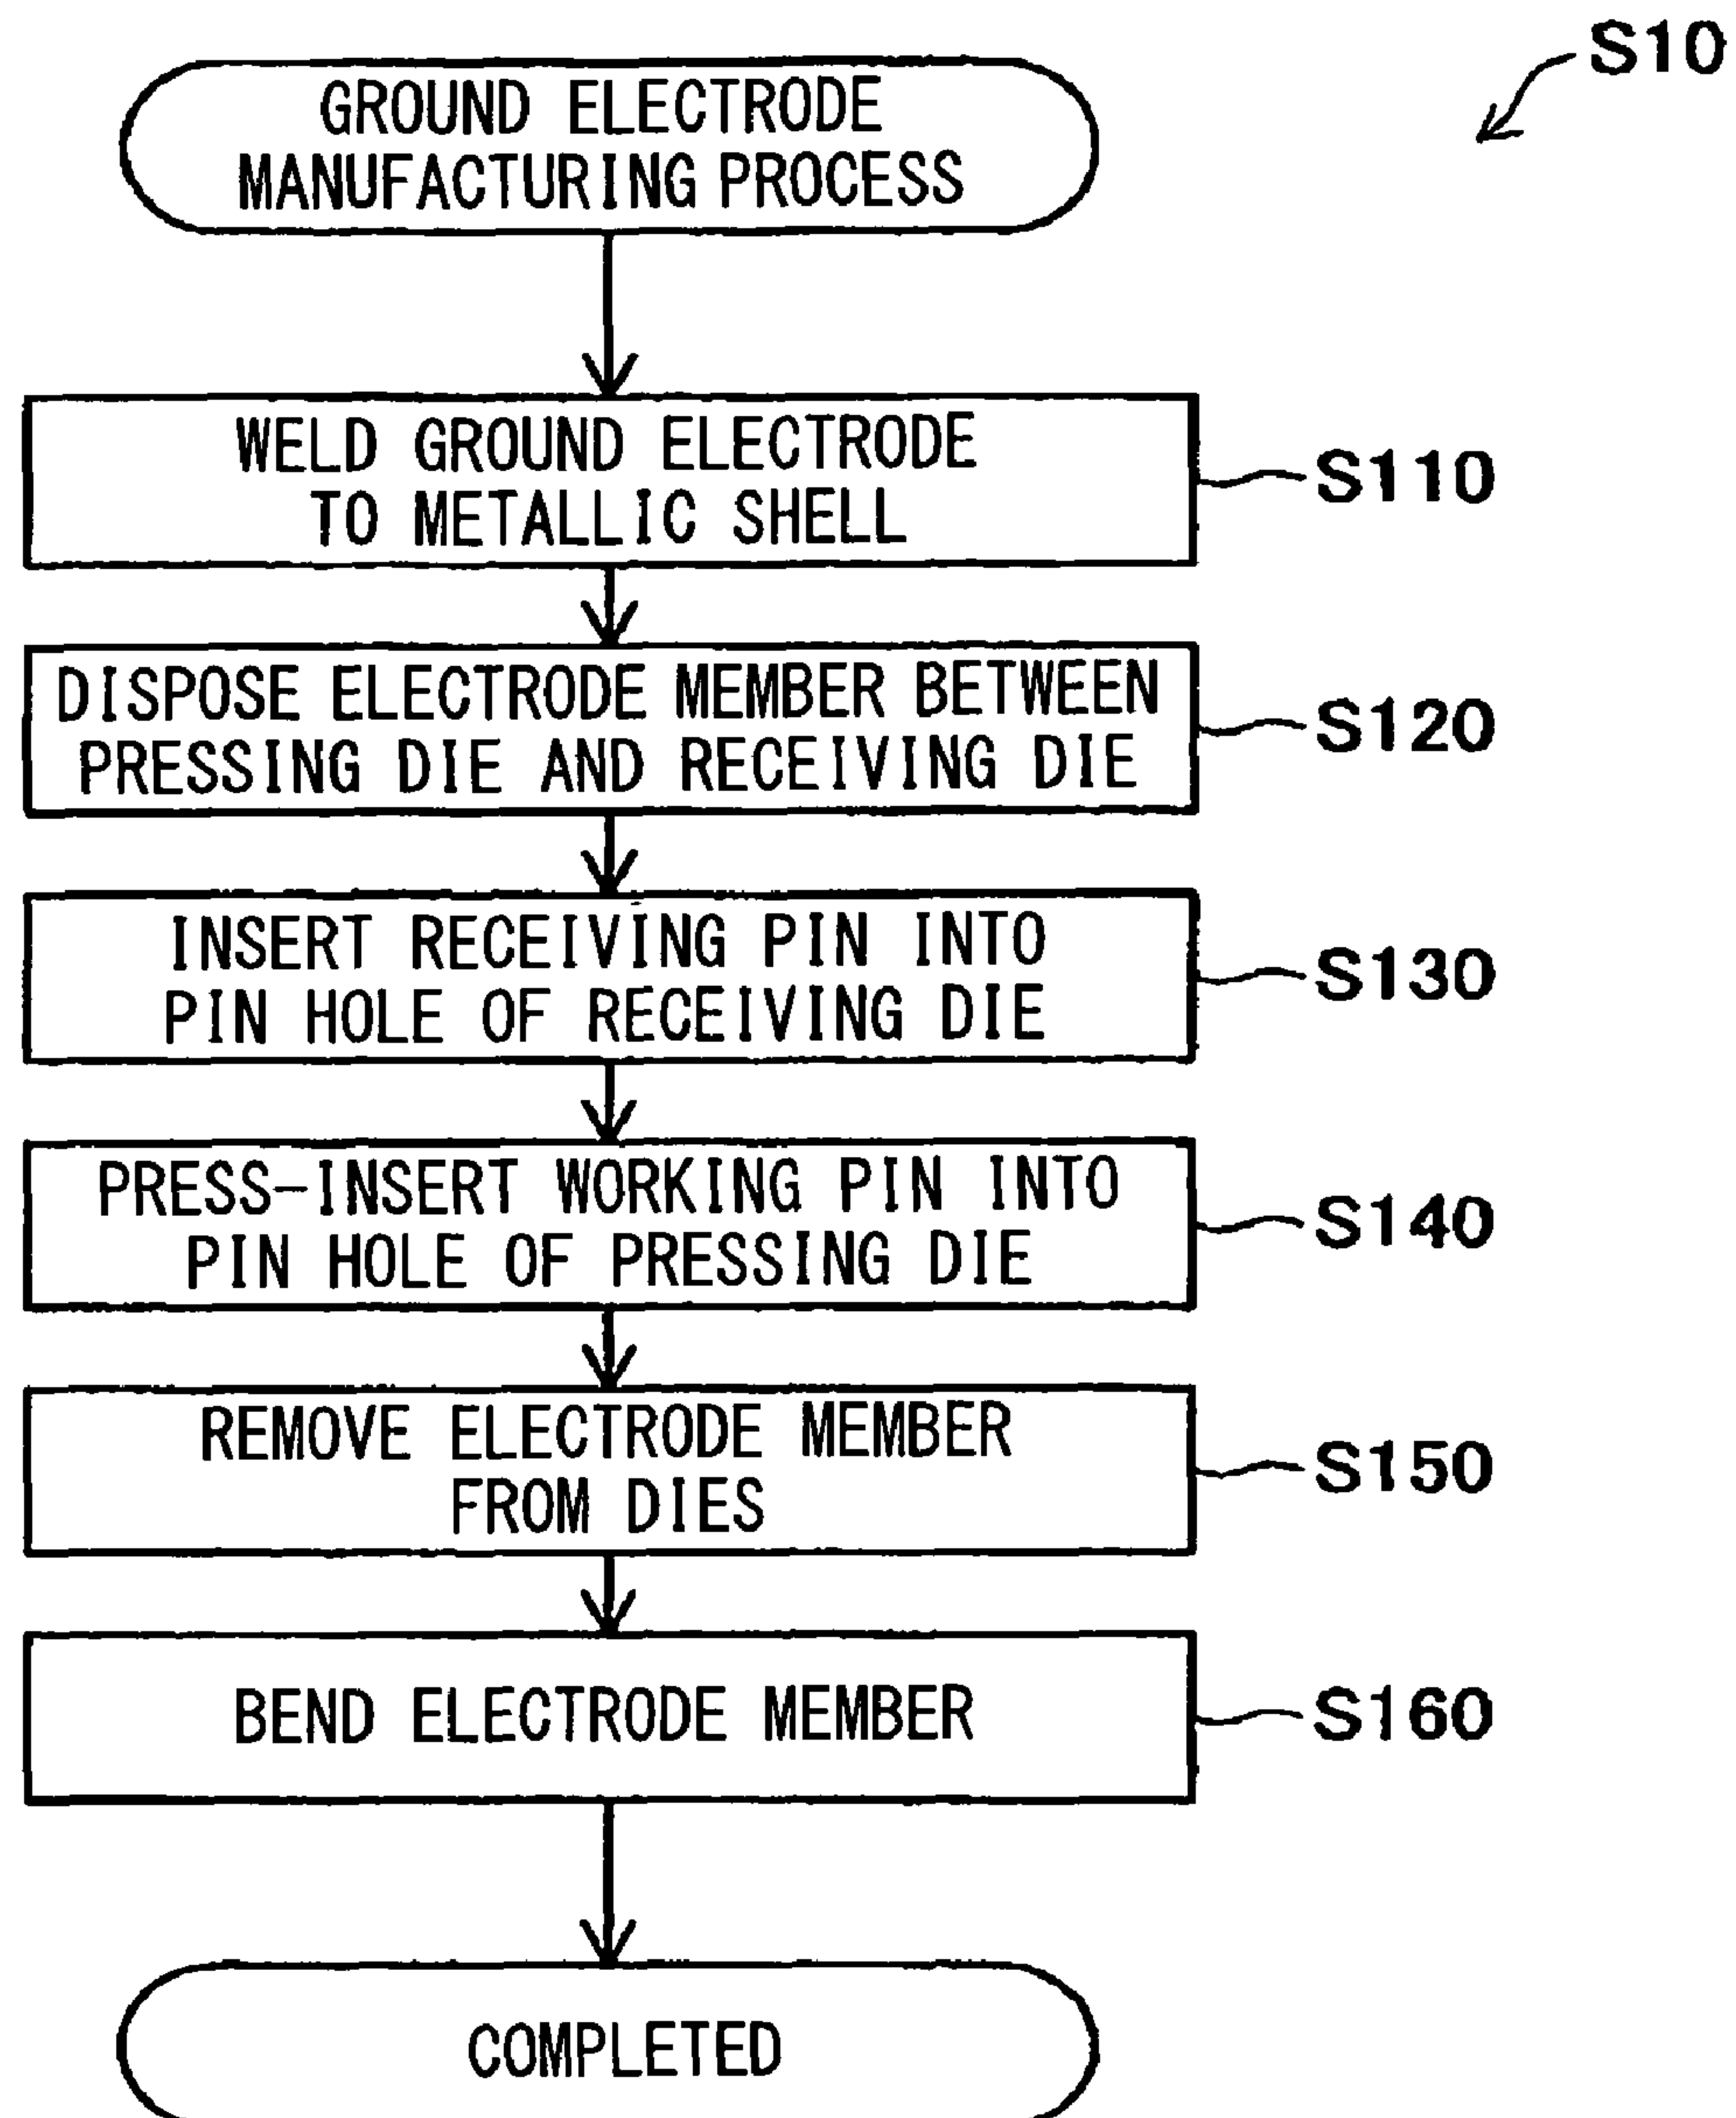 S10
GROUND ELECTRODE
MANUFACTURING PROCESS
WELD GROUND ELECTRODE
TO METALLIC SHELL
S110
DISPOSE ELECTRODE MEMBER BETWEEN
PRESSING DIE AND RECEIVING DIE
S120
INSERT RECEIVING PIN INTO
PIN HOLE OF RECEIVING DIE
S130
PRESS-INSERT WORKING PIN INTO
PIN HOLE OF PRESSING DIE
S140
REMOVE ELECTRODE MEMBER
FROM DIES
S150
BEND ELECTRODE MEMBER
S160
COMPLETED